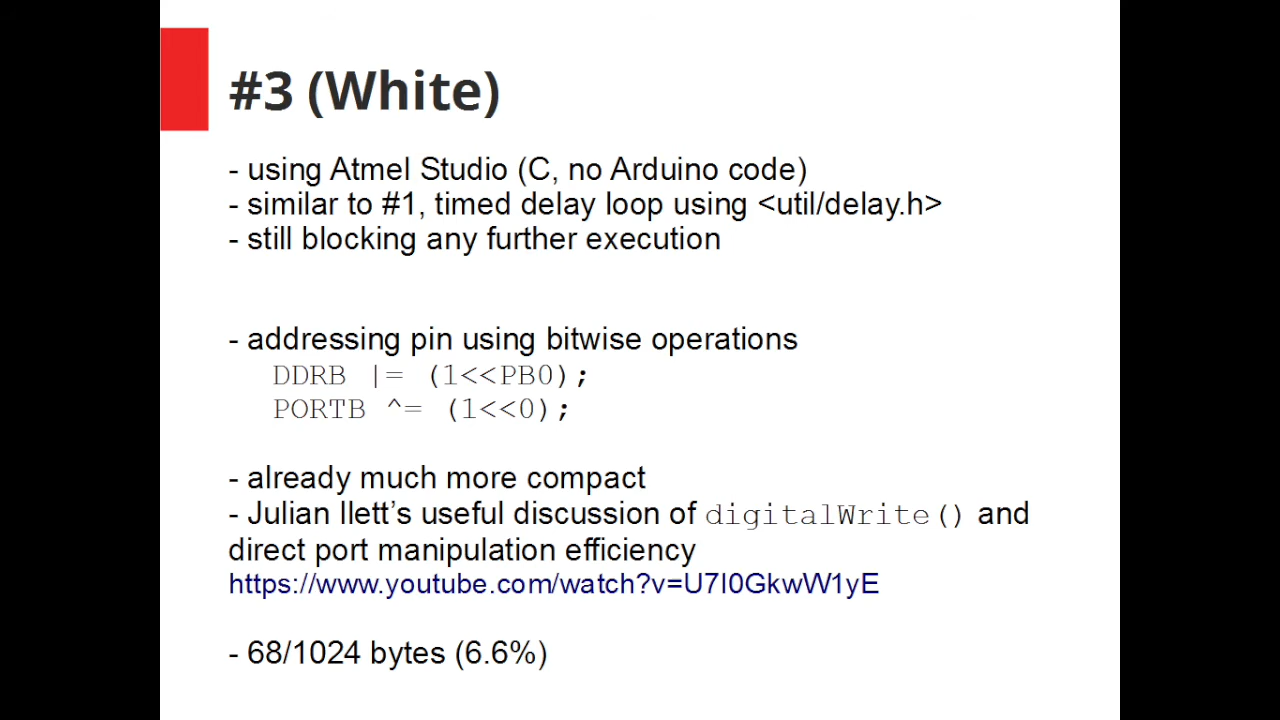 #3 (White)
- using Atmel Studio (C, no Arduino code)
- similar to #1, timed delay loop using <util/delay.h>
- still blocking any further execution
- addressing pin using bitwise operations
DDRB |= (1<<PB0);
PORTB ^= (1<<0);
- already much more compact
- Julian Ilett’s useful discussion of digitalWrite() and
direct port manipulation efficiency
https://www.youtube.com/watch?v=U7I0GkwW1yE
- 68/1024 bytes (6.6%)